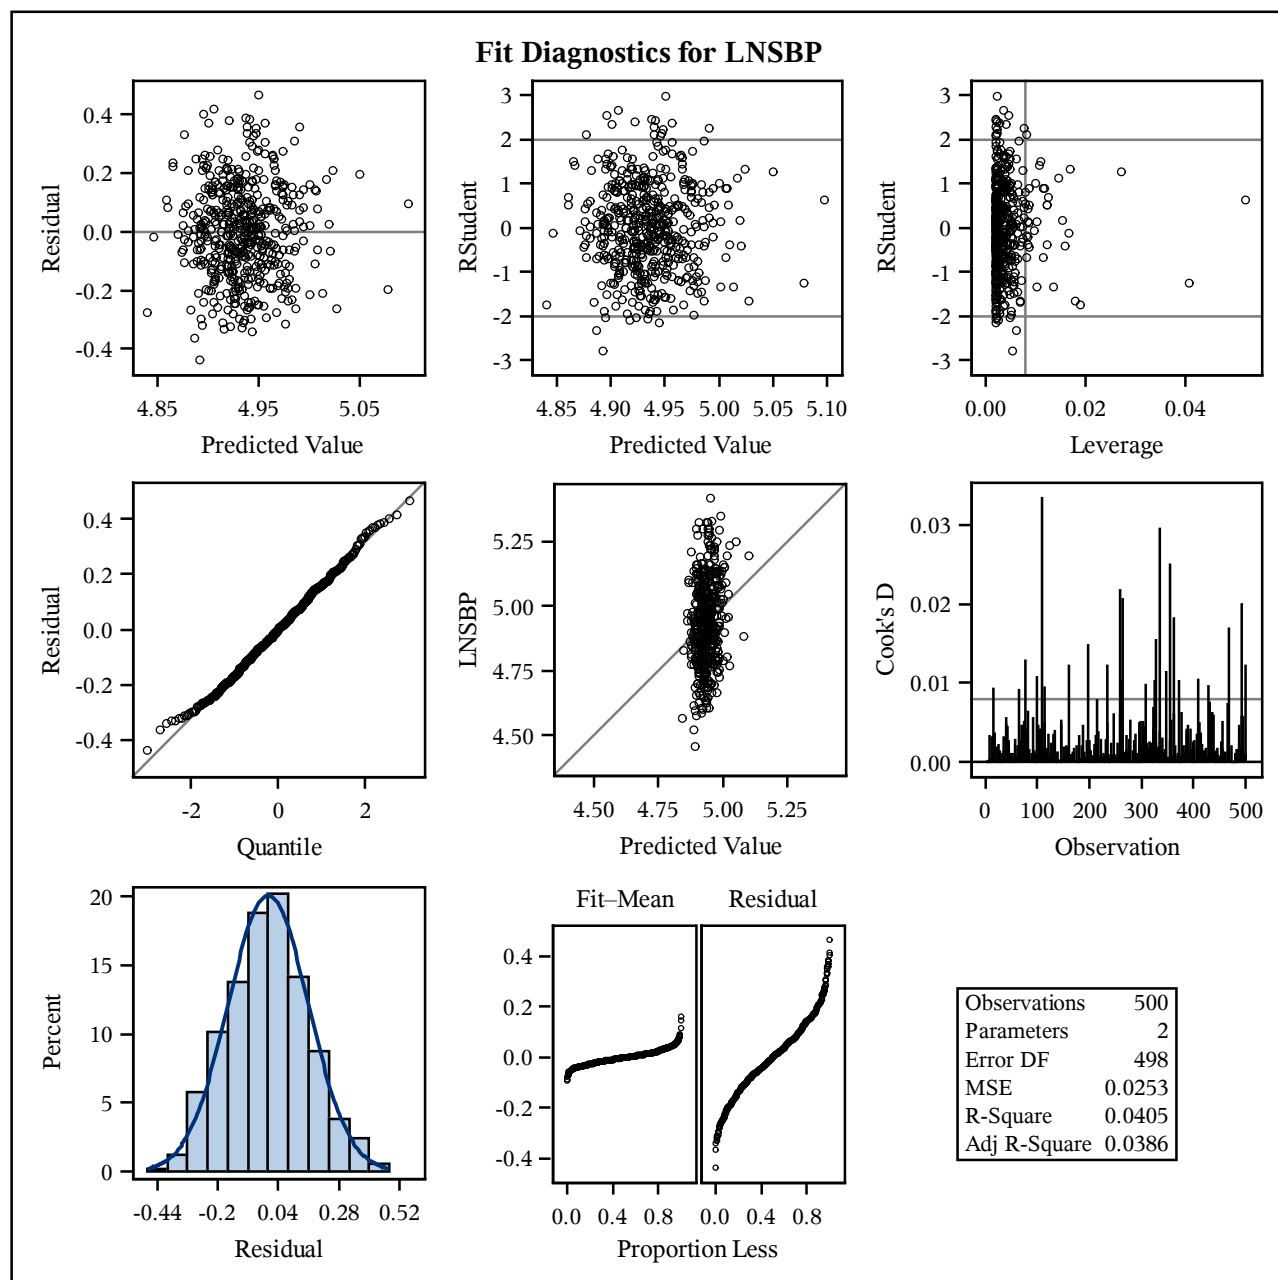 Fit Diagnostics for LNSBP
0.4
0.2
0.0
-0.2
-0.4
Residual
4.85 4.95 5.05
Predicted Value
3
2
1
0
-1
-2
-3
RStudent
4.85 4.90 4.95 5.00 5.05 5.10
Predicted Value
3
2
1
0
-1
-2
-3
RStudent
0.00 0.02 0.04
Leverage
0.4
0.2
0.0
-0.2
-0.4
Residual
-2 0 2
Quantile
5.25
5.00
4.75
4.50
LNSBP
4.50 4.75 5.00 5.25
Predicted Value
0.03
0.02
0.01
0.00
Cook's D
0 100 200 300 400 500
Observation
20
15
10
5
0
Percent
-0.44 -0.2 0.04 0.28 0.52
Residual
Fit–Mean Residual
0.4
0.2
0.0
-0.2
-0.4
0.0 0.4 0.8 0.0 0.4 0.8
Proportion Less
Observations 500
Parameters 2
Error DF 498
MSE 0.0253
R-Square 0.0405
Adj R-Square 0.0386